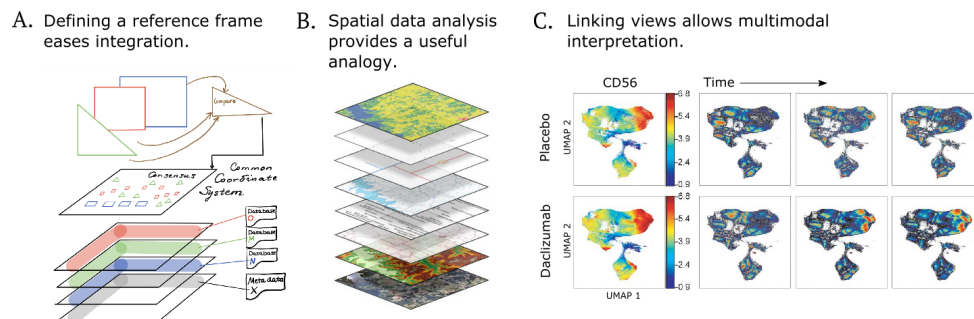 A. Defining a reference frame
eases integration.
Compare
Consensus
Common
Coordinate
System
Database
O
Database
M
Database
N
Meta data
X
B. Spatial data analysis
provides a useful
analogy.
C. Linking views allows multimodal
interpretation.
CD56
Time
Placebo
UMAP 2
6.8
5.4
3.9
2.4
0.9
Daclizumab
UMAP 2
6.8
5.4
3.9
2.4
0.9
UMAP 1